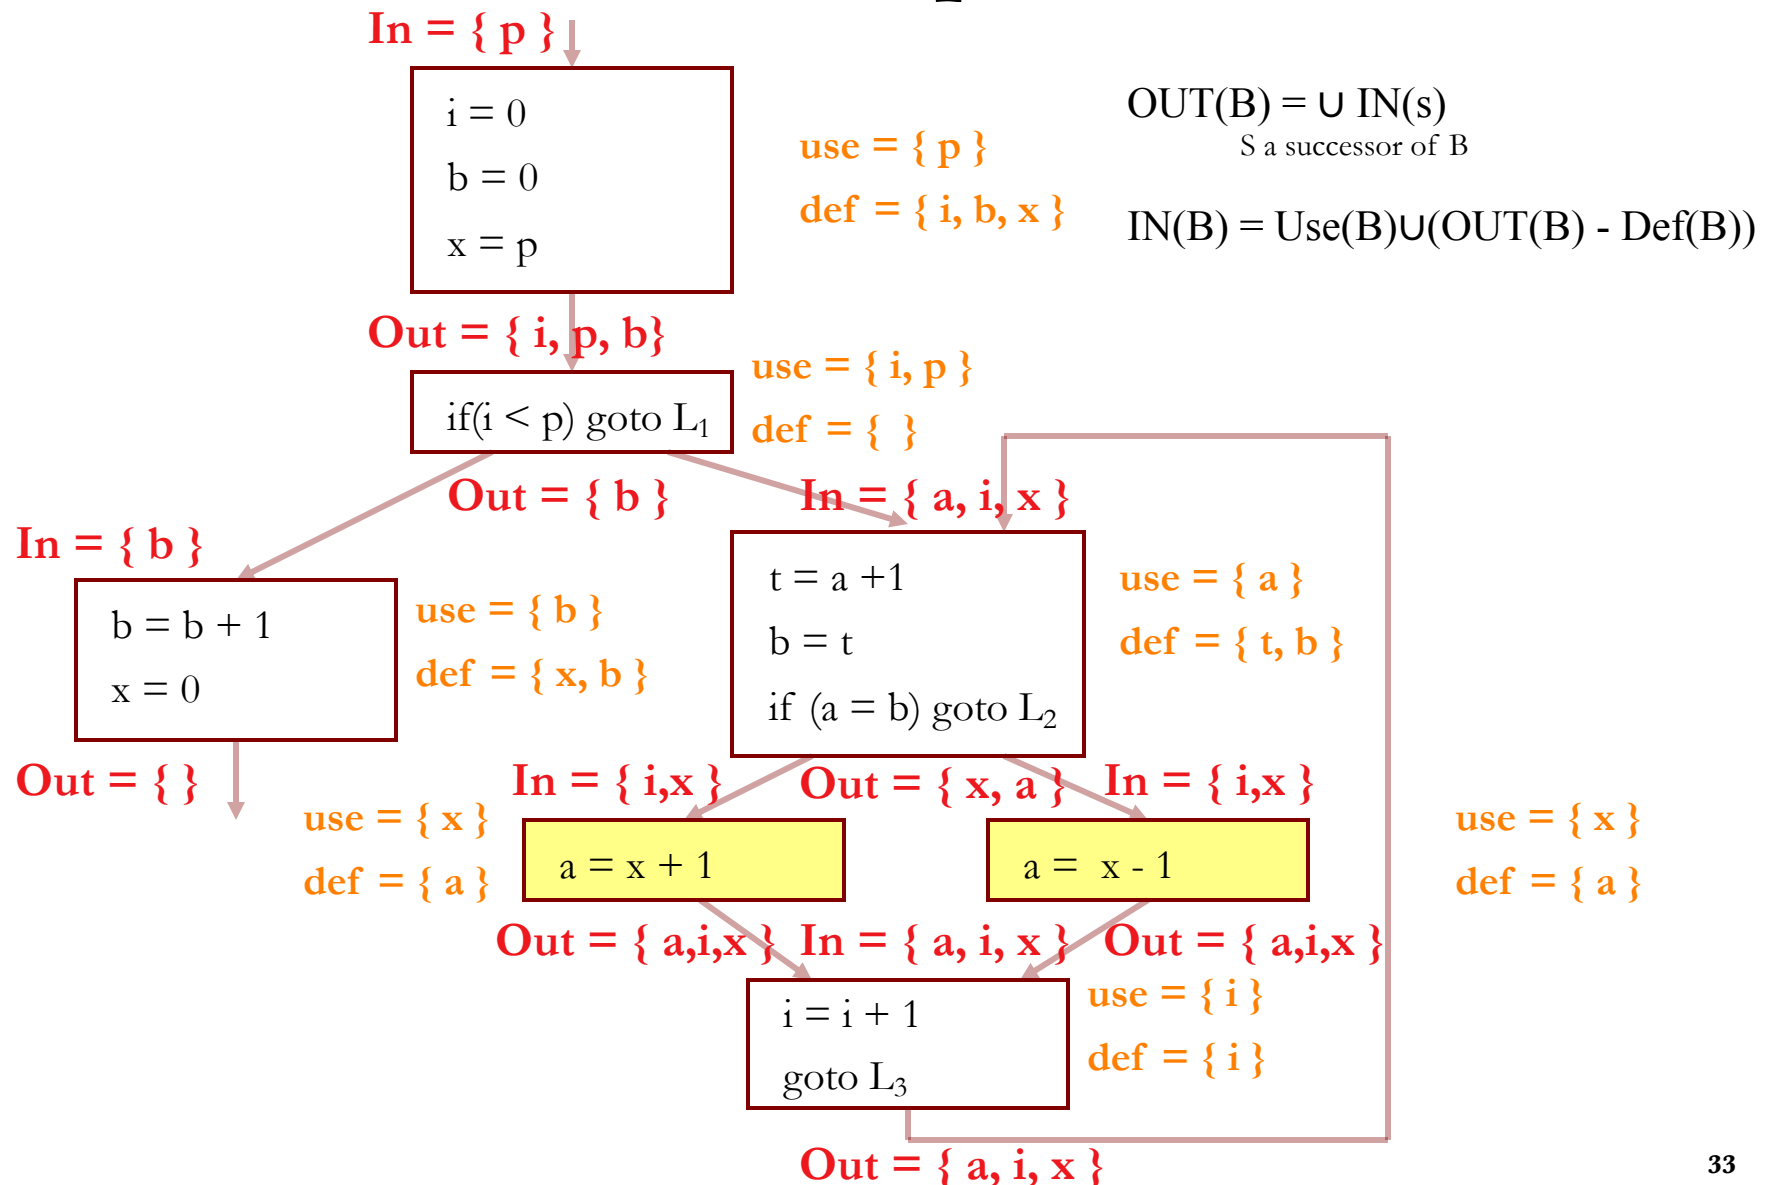 In = { p }
i = 0
b = 0
x = p
use = { p }
def = { i, b, x }
OUT(B) = ∪ IN(s)
S a successor of B
IN(B) = Use(B)∪(OUT(B) - Def(B))
Out = { i, p, b}
if(i < p) goto L₁
use = { i, p }
def = { }
Out = { b }
In = { a, i, x }
In = { b }
b = b + 1
x = 0
use = { b }
def = { x, b }
t = a +1
b = t
if (a = b) goto L₂
use = { a }
def = { t, b }
Out = { }
In = { i,x }
Out = { x, a }
In = { i,x }
use = { x }
def = { a }
a = x + 1
a = x - 1
use = { x }
def = { a }
Out = { a,i,x }
In = { a, i, x }
Out = { a,i,x }
i = i + 1
goto L₃
use = { i }
def = { i }
Out = { a, i, x }
33